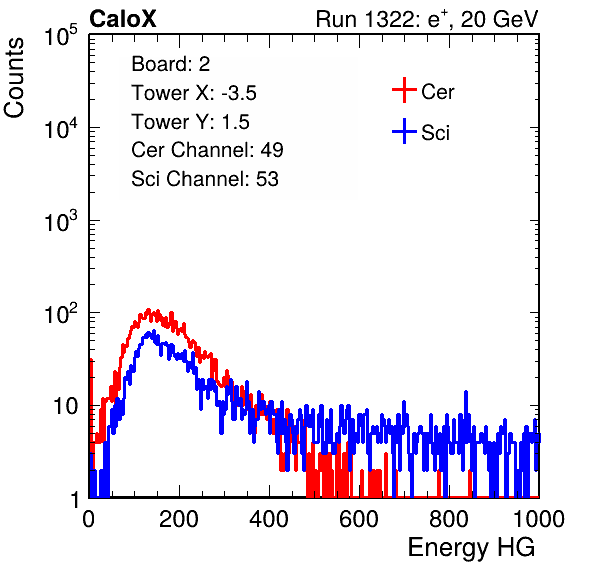 CaloX Run 1322: e⁺, 20 GeV
Counts
10⁵
10⁴
10³
10²
10
1
Board: 2
Tower X: -3.5
Tower Y: 1.5
Cer Channel: 49
Sci Channel: 53
Cer
Sci
0 200 400 600 800 1000
Energy HG